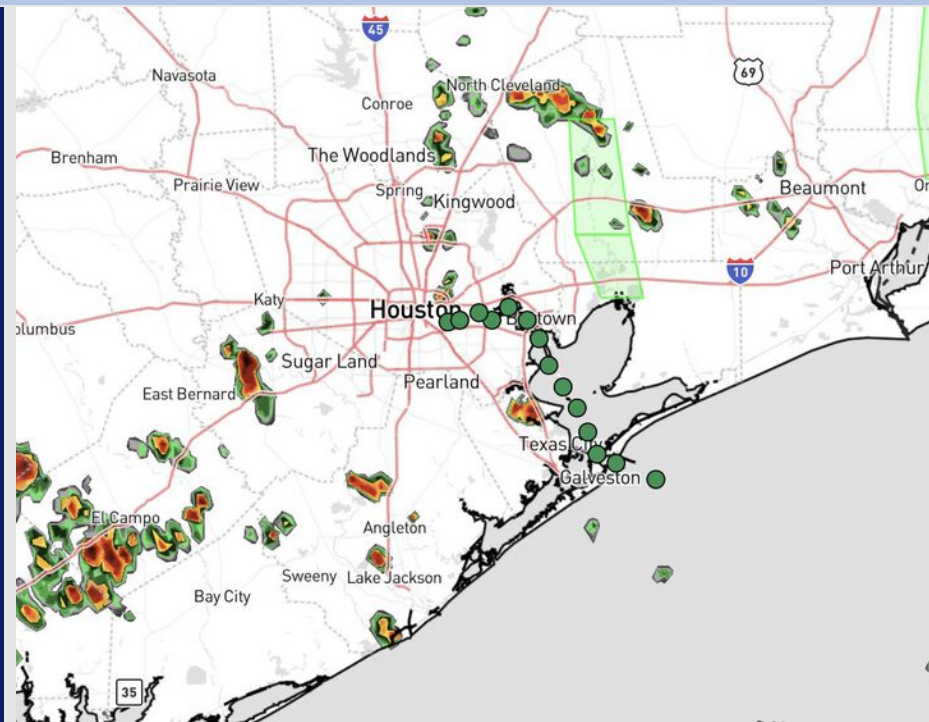 45
Navasota
69
North Cleveland
Conroe
Brenham
The Woodlands
Prairie View
Spring
Beaumont
Kingwood
Port Arthur
10
Katy
Houston
olumbus
Sugar Land
Pearland
East Bernard
Texas City
Galveston
El Campo
Angleton
Sweeny
Lake Jackson
Bay City
35